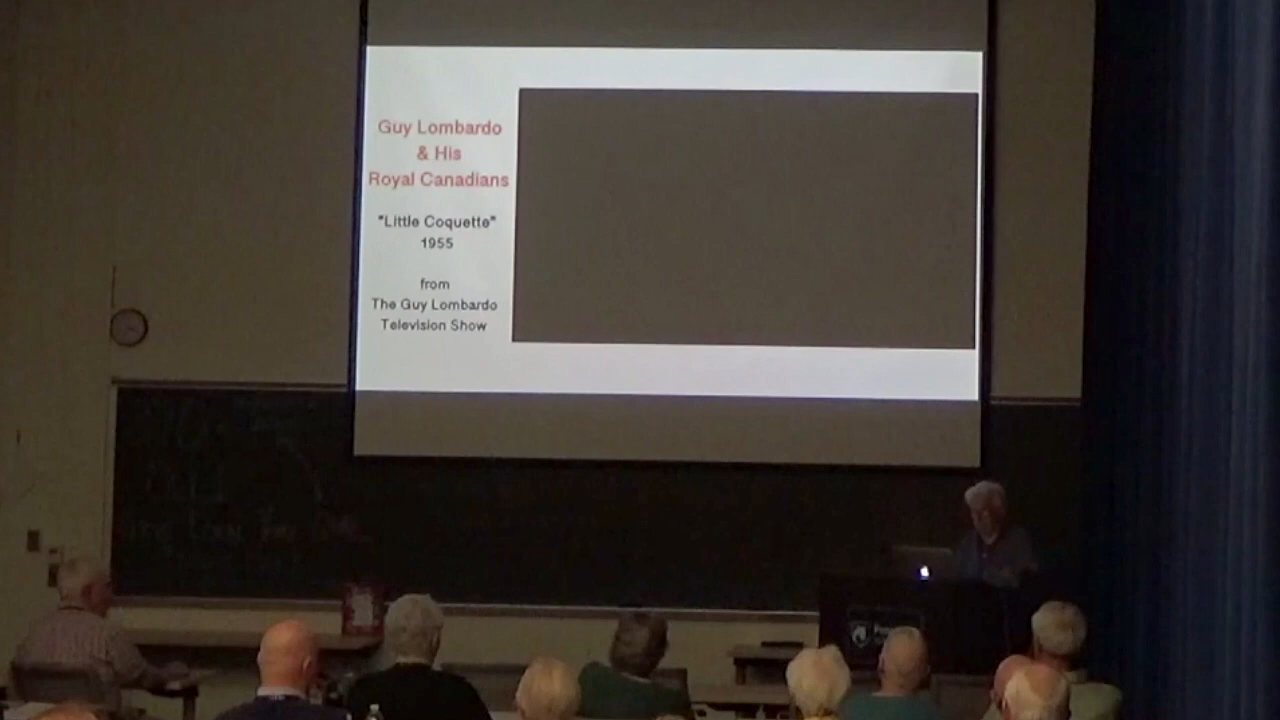 Guy Lombardo
& His
Royal Canadians
"Little Coquette"
1955
from
The Guy Lombardo
Television Show